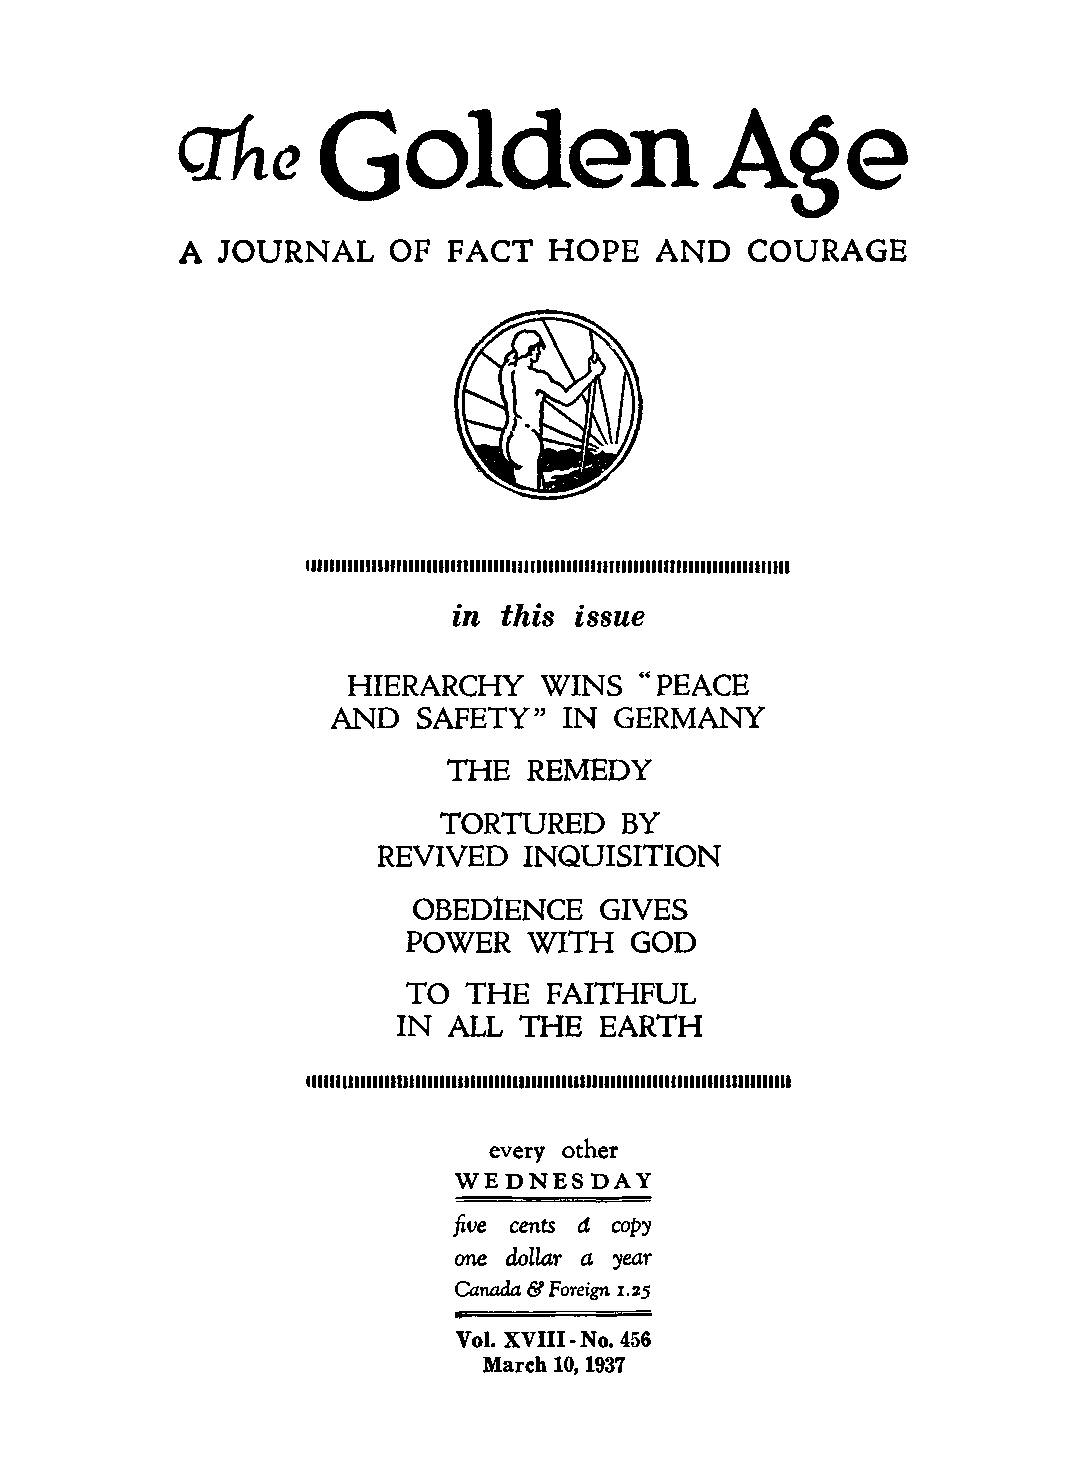 The Golden Age
A JOURNAL OF FACT HOPE AND COURAGE
in this issue
HIERARCHY WINS "PEACE
AND SAFETY" IN GERMANY
THE REMEDY
TORTURED BY
REVIVED INQUISITION
OBEDIENCE GIVES
POWER WITH GOD
TO THE FAITHFUL
IN ALL THE EARTH
every other
WEDNESDAY
five cents a copy
one dollar a year
Canada & Foreign 1.25
Vol. XVIII - No. 456
March 10, 1937